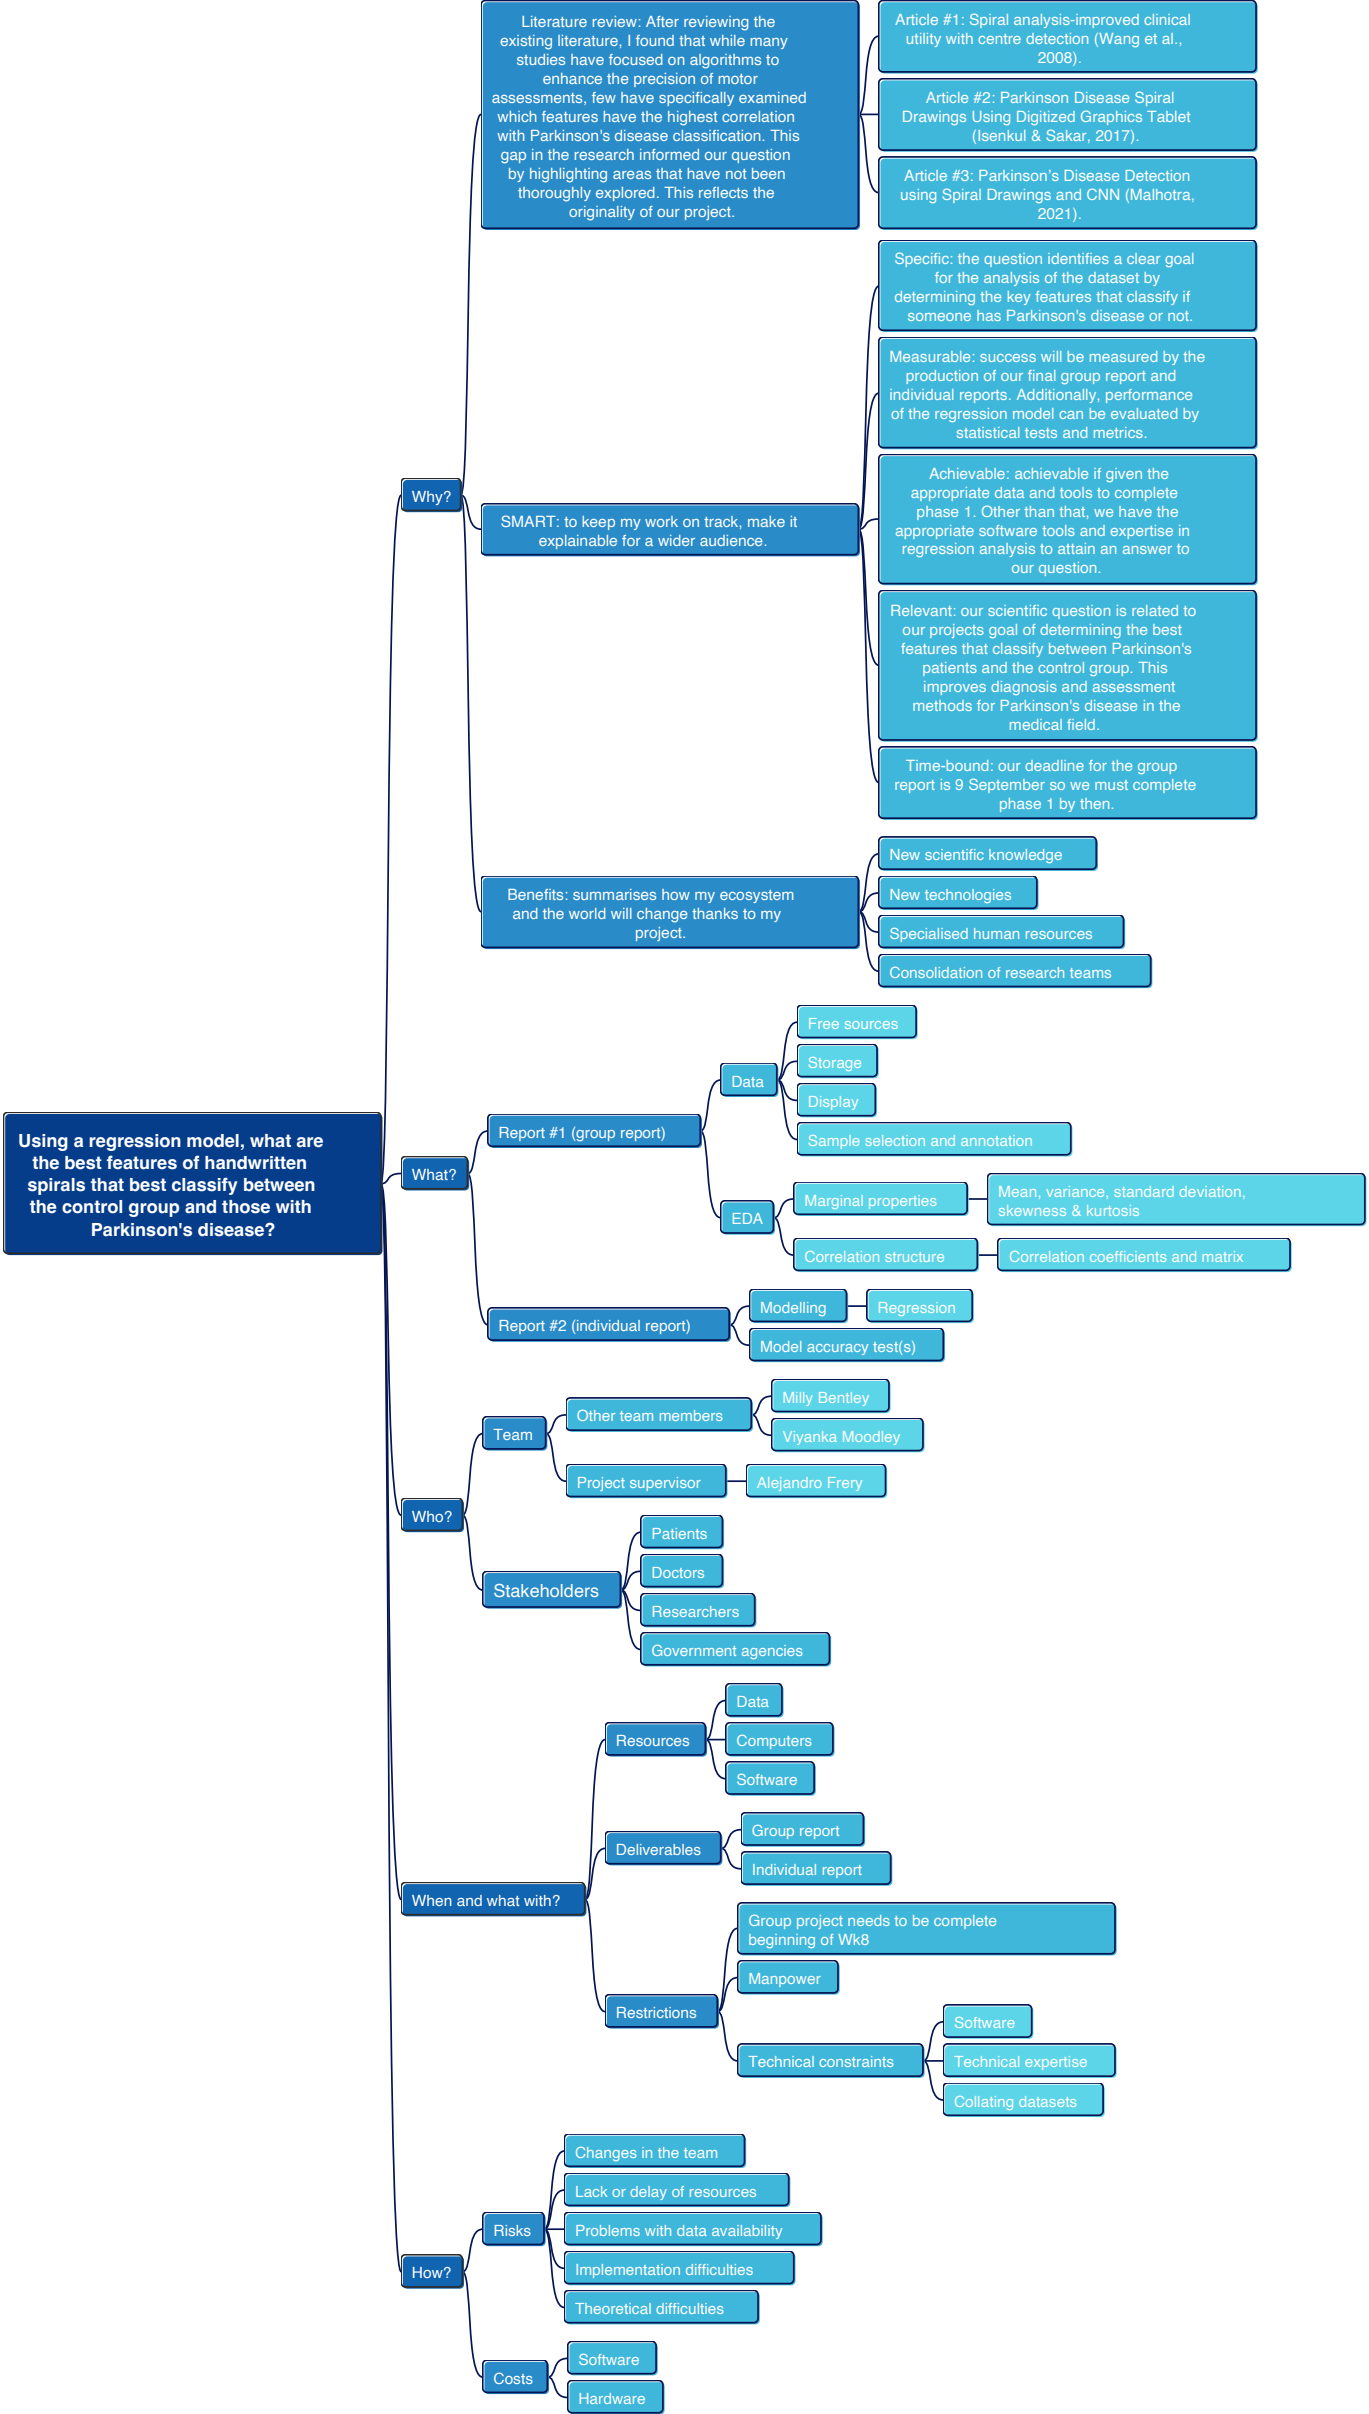 Literature review: After reviewing the
existing literature, I found that while many
studies have focused on algorithms to
enhance the precision of motor
assessments, few have specifically examined
which features have the highest correlation
with Parkinson's disease classification. This
gap in the research informed our question
by highlighting areas that have not been
thoroughly explored. This reflects the
originality of our project.
Article #1: Spiral analysis-improved clinical
utility with centre detection (Wang et al.,
2008).
Article #2: Parkinson Disease Spiral
Drawings Using Digitized Graphics Tablet
(Isenkul & Sakar, 2017).
Article #3: Parkinson's Disease Detection
using Spiral Drawings and CNN (Malhotra,
2021).
Specific: the question identifies a clear goal
for the analysis of the dataset by
determining the key features that classify if
someone has Parkinson's disease or not.
Measurable: success will be measured by the
production of our final group report and
individual reports. Additionally, performance
of the regression model can be evaluated by
statistical tests and metrics.
Why?
SMART: to keep my work on track, make it
explainable for a wider audience.
Achievable: achievable if given the
appropriate data and tools to complete
phase 1. Other than that, we have the
appropriate software tools and expertise in
regression analysis to attain an answer to
our question.
Relevant: our scientific question is related to
our projects goal of determining the best
features that classify between Parkinson's
patients and the control group. This
improves diagnosis and assessment
methods for Parkinson's disease in the
medical field.
Time-bound: our deadline for the group
report is 9 September so we must complete
phase 1 by then.
Benefits: summarises how my ecosystem
and the world will change thanks to my
project.
New scientific knowledge
New technologies
Specialised human resources
Consolidation of research teams
Using a regression model, what are
the best features of handwritten
spirals that best classify between
the control group and those with
Parkinson's disease?
What?
Report #1 (group report)
Data
Free sources
Storage
Display
Sample selection and annotation
EDA
Marginal properties
Mean, variance, standard deviation,
skewness & kurtosis
Correlation structure
Correlation coefficients and matrix
Report #2 (individual report)
Modelling
Regression
Model accuracy test(s)
Who?
Team
Other team members
Milly Bentley
Viyanka Moodley
Project supervisor
Alejandro Frery
Stakeholders
Patients
Doctors
Researchers
Government agencies
When and what with?
Resources
Data
Computers
Software
Deliverables
Group report
Individual report
Restrictions
Group project needs to be complete
beginning of Wk8
Manpower
Technical constraints
Software
Technical expertise
Collating datasets
How?
Risks
Changes in the team
Lack or delay of resources
Problems with data availability
Implementation difficulties
Theoretical difficulties
Costs
Software
Hardware